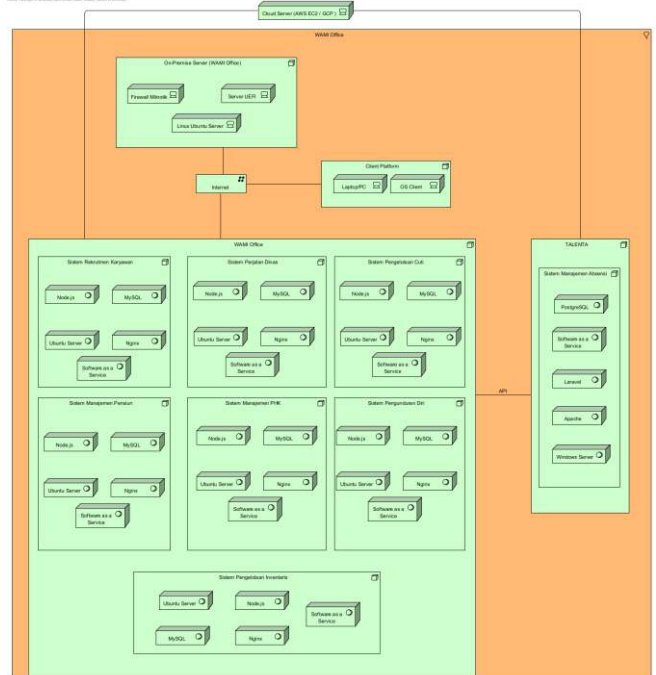 Cloud Server (AWS EC2 / GCP )
WAMI Office
On-Premise Server (WAMI Office)
Firewall Mikrotik
Server UEFI
Linux Ubuntu Server
Internet
Client Platform
Laptop/PC
OS Client
WAMI Office
Sistem Rekrutmen Karyawan
Node.js
MySQL
Ubuntu Server
Nginx
Software as a
Service
Sistem Perjalan Dinas
Node.js
MySQL
Ubuntu Server
Nginx
Software as a
Service
Sistem Pengelolaan Cuti
Node.js
MySQL
Ubuntu Server
Nginx
Software as a
Service
Sistem Manajemen Pensiun
Node.js
MySQL
Ubuntu Server
Nginx
Software as a
Service
Sistem Manajemen PHK
Node.js
MySQL
Ubuntu Server
Nginx
Software as a
Service
Sistem Pengunduran Diri
Node.js
MySQL
Ubuntu Server
Nginx
Software as a
Service
Sistem Pengelolaan Inventaris
Ubuntu Server
Node.js
Software as a
Service
MySQL
Nginx
API
TALENTA
Sistem Manajemen Absensi
PostgreSQL
Software as a
Service
Laravel
Apache
Windows Server